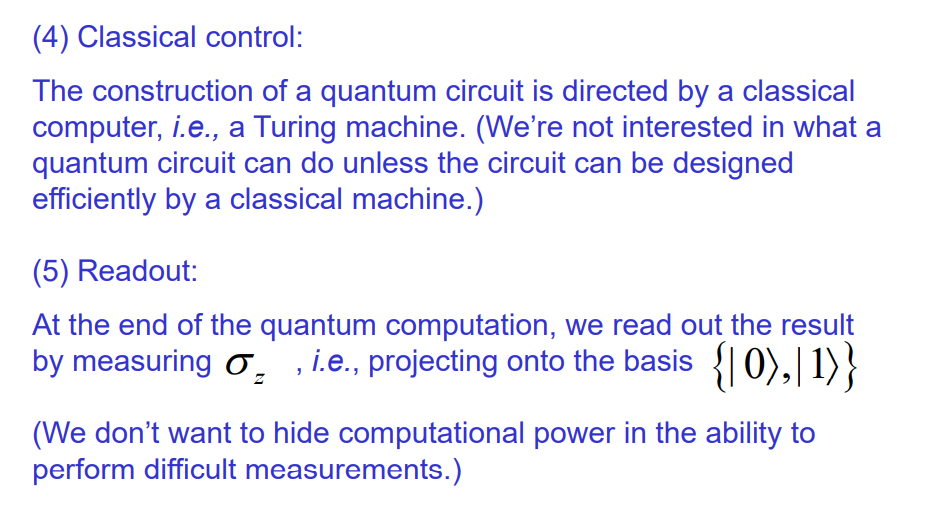 (4) Classical control:
The construction of a quantum circuit is directed by a classical
computer, i.e., a Turing machine. (We’re not interested in what a
quantum circuit can do unless the circuit can be designed
efficiently by a classical machine.)
(5) Readout:
At the end of the quantum computation, we read out the result
by measuring σ_z , i.e., projecting onto the basis {|0⟩,|1⟩}
(We don’t want to hide computational power in the ability to
perform difficult measurements.)